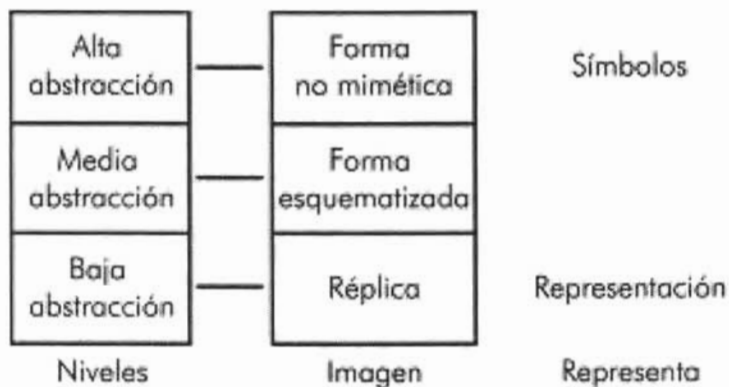 Alta
abstracción
Forma
no mimética
Símbolos
Media
abstracción
Forma
esquematizada
Baja
abstracción
Réplica
Representación
Niveles
Imagen
Representa